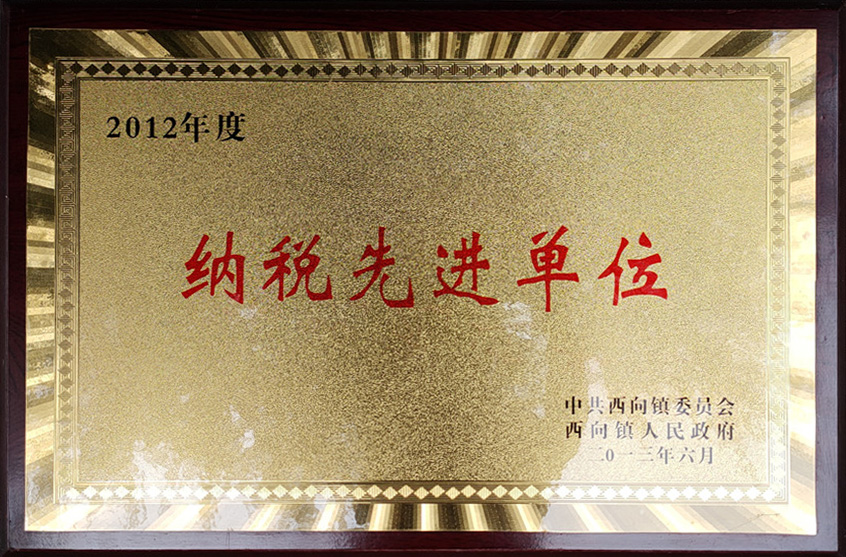 2012年度
纳税先进单位
中共西向镇委员会
西向镇人民政府
二0一三年六月